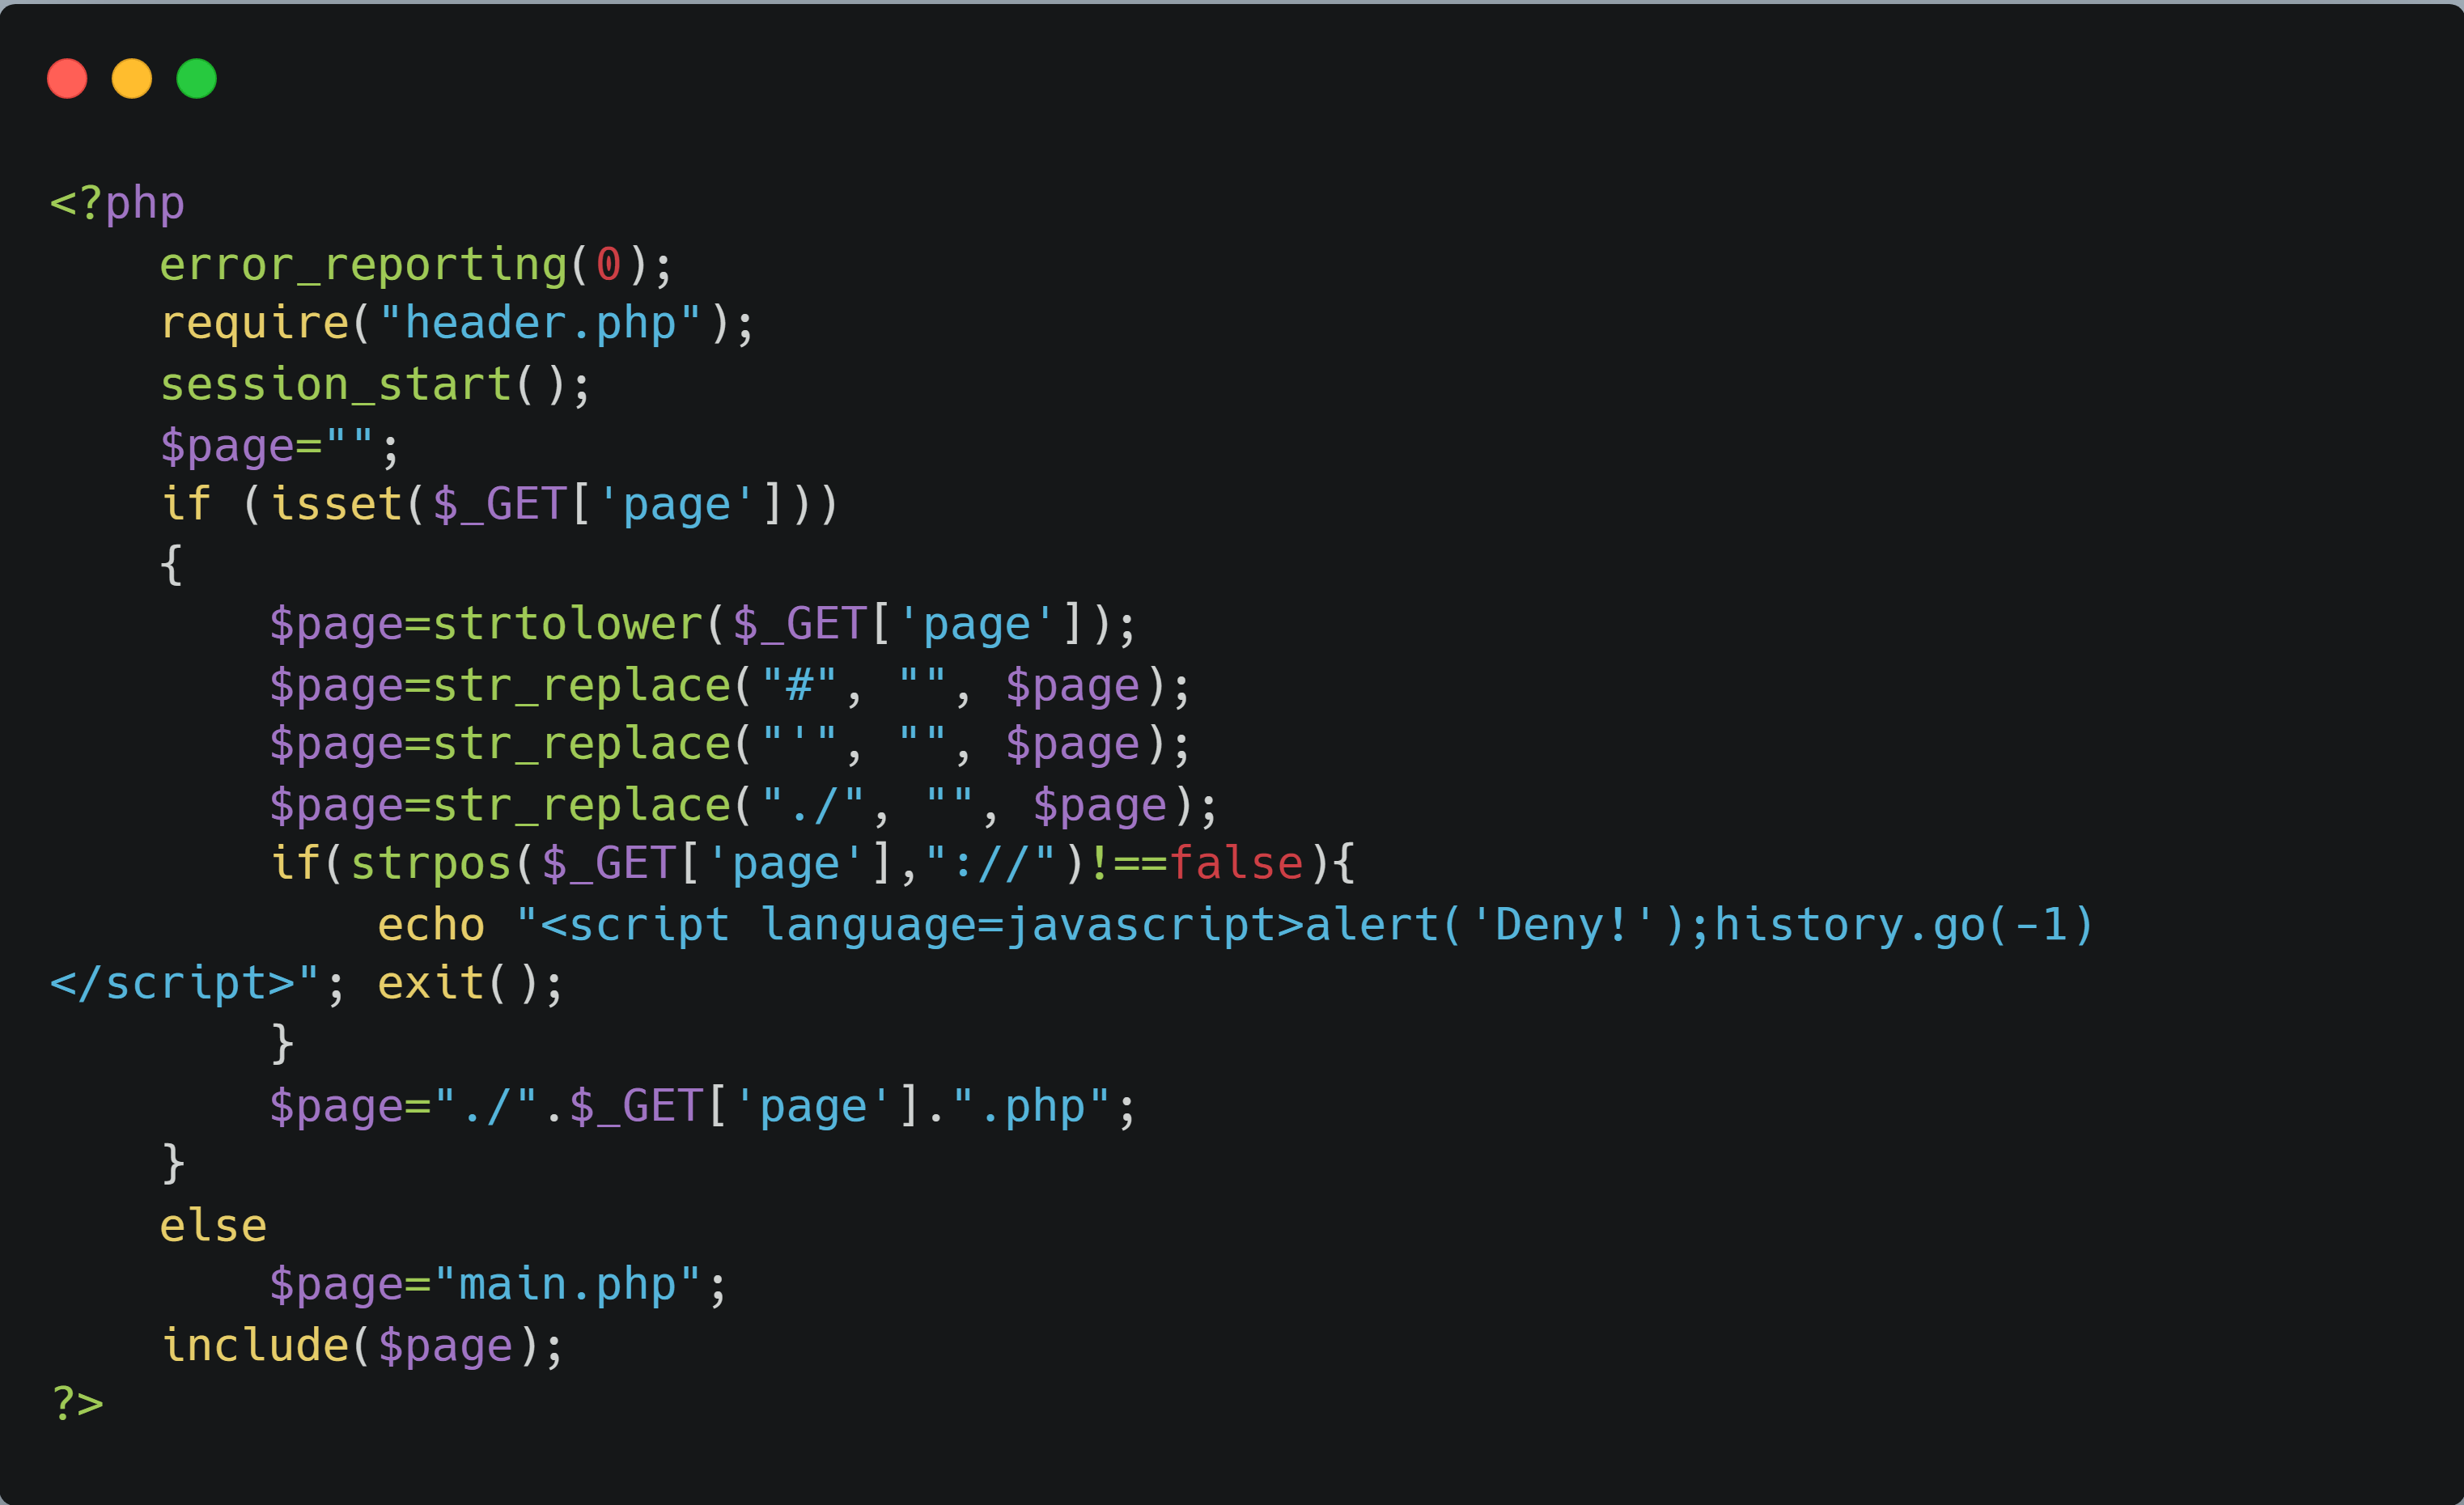 <?php
    error_reporting(0);
    require("header.php");
    session_start();
    $page="";
    if (isset($_GET['page']))
    {
        $page=strtolower($_GET['page']);
        $page=str_replace("#", "", $page);
        $page=str_replace("'", "", $page);
        $page=str_replace("./", "", $page);
        if(strpos($_GET['page'],"://")!==false){
            echo "<script language=javascript>alert('Deny!');history.go(-1)
</script>"; exit();
        }
        $page="./".$_GET['page'].".php";
    }
    else
        $page="main.php";
    include($page);
?>